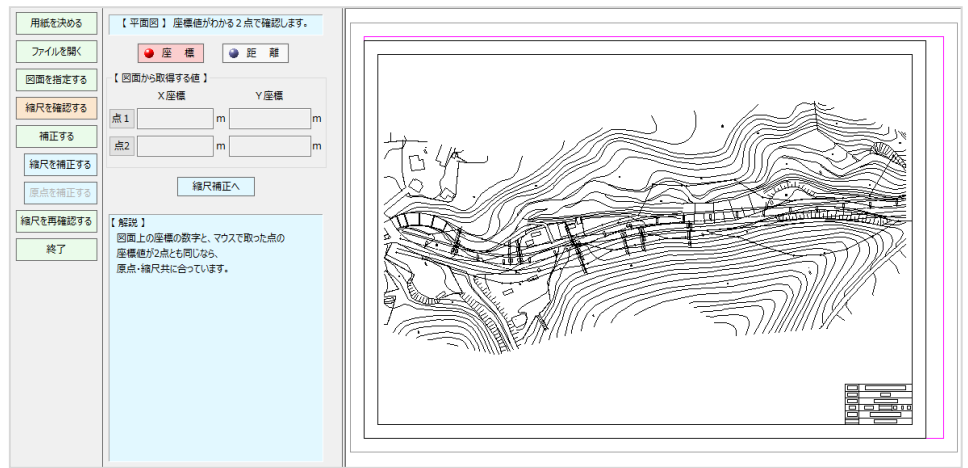 用紙を決める
ファイルを開く
図面を指定する
縮尺を確認する
補正する
縮尺を補正する
原点を補正する
縮尺を再確認する
終了
【 平面図 】 座標値がわかる２点で確認します。
座 標
距 離
【 図面から取得する値 】
X座標
Y座標
点１
m
m
点2
m
m
縮尺補正へ
【 解説 】
図面上の座標の数字と、マウスで取った点の
座標値が2点とも同じなら、
原点・縮尺共に合っています。